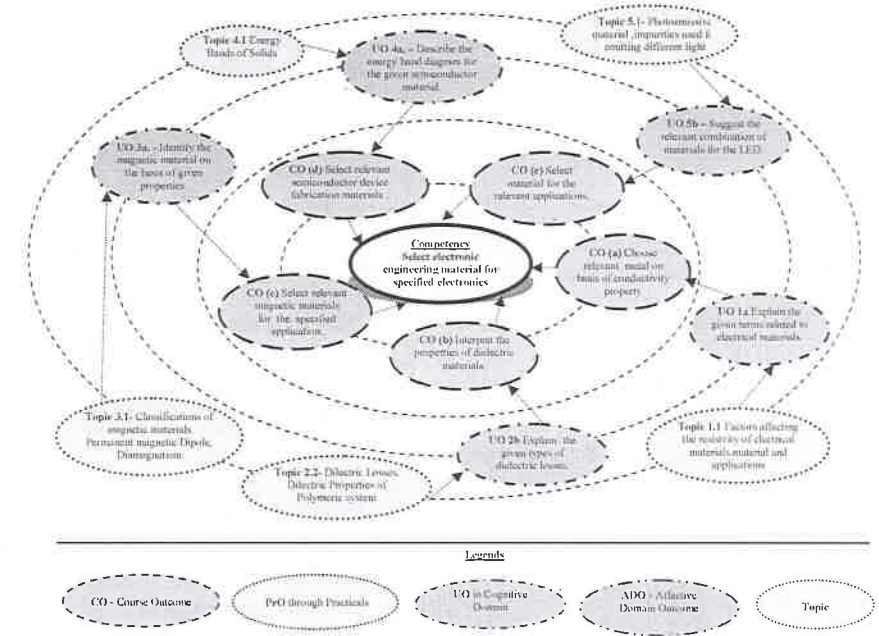 Topic 4.1 Energy
Bands of Solids
UO 4a. – Describe the
energy band diagram for
the given semiconductor
material.
Topic 5.1- Photoemissive
material ,impurities used
emitting different light
UO 3a. - Identify the
magnetic material on
the basis of given
properties
CO (d) Select relevant
semiconductor device
fabrication materials .
CO (e) Select
material for the
relevant applications.
UO 5b – Suggest the
relevant combination of
materials for the LED.
Competency
Select electronic
engineering material for
specified electronics
CO (a) Choose
relevant metal on
basis of conductivity
property
CO (c) Select relevant
magnetic materials
for the specified
application .
CO (b) Interpret the
properties of dielectric
materials
UO 1a Explain the
given terms related to
electrical materials
Topic 3.1- Classifications of
magnetic materials
Permanent magnetic Dipole,
Diamagnetism
Topic 2.2- Dilectric Losses,
Dilectric Properties of
Polymeric system
UO 2b Explain the
given types of
dielectric losses.
Topic 1.1 Factors affecting
the resistivity of electrical
materials,material and
applications
Legends
CO - Course Outcome
PrO through Practicals
UO in Cognitive
Domain
ADO - Affective
Domain Outcome
Topic